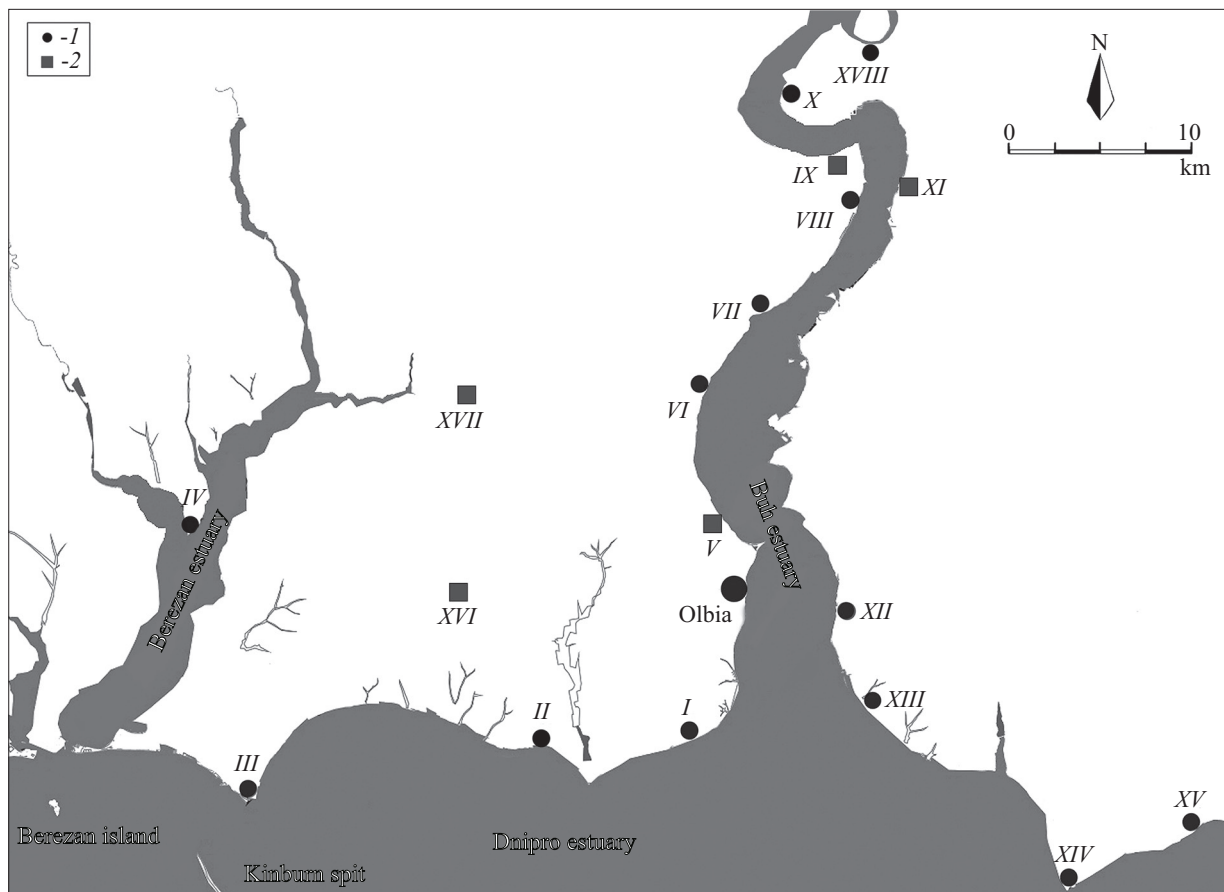 -1
-2
N
0 10
km
XVIII
X
IX
XI
VIII
VII
VI
XVII
IV
V
Buh estuary
Berezan estuary
XVI
Olbia
XII
XIII
I
II
III
XV
Berezan island
Dnipro estuary
XIV
Kinburn spit